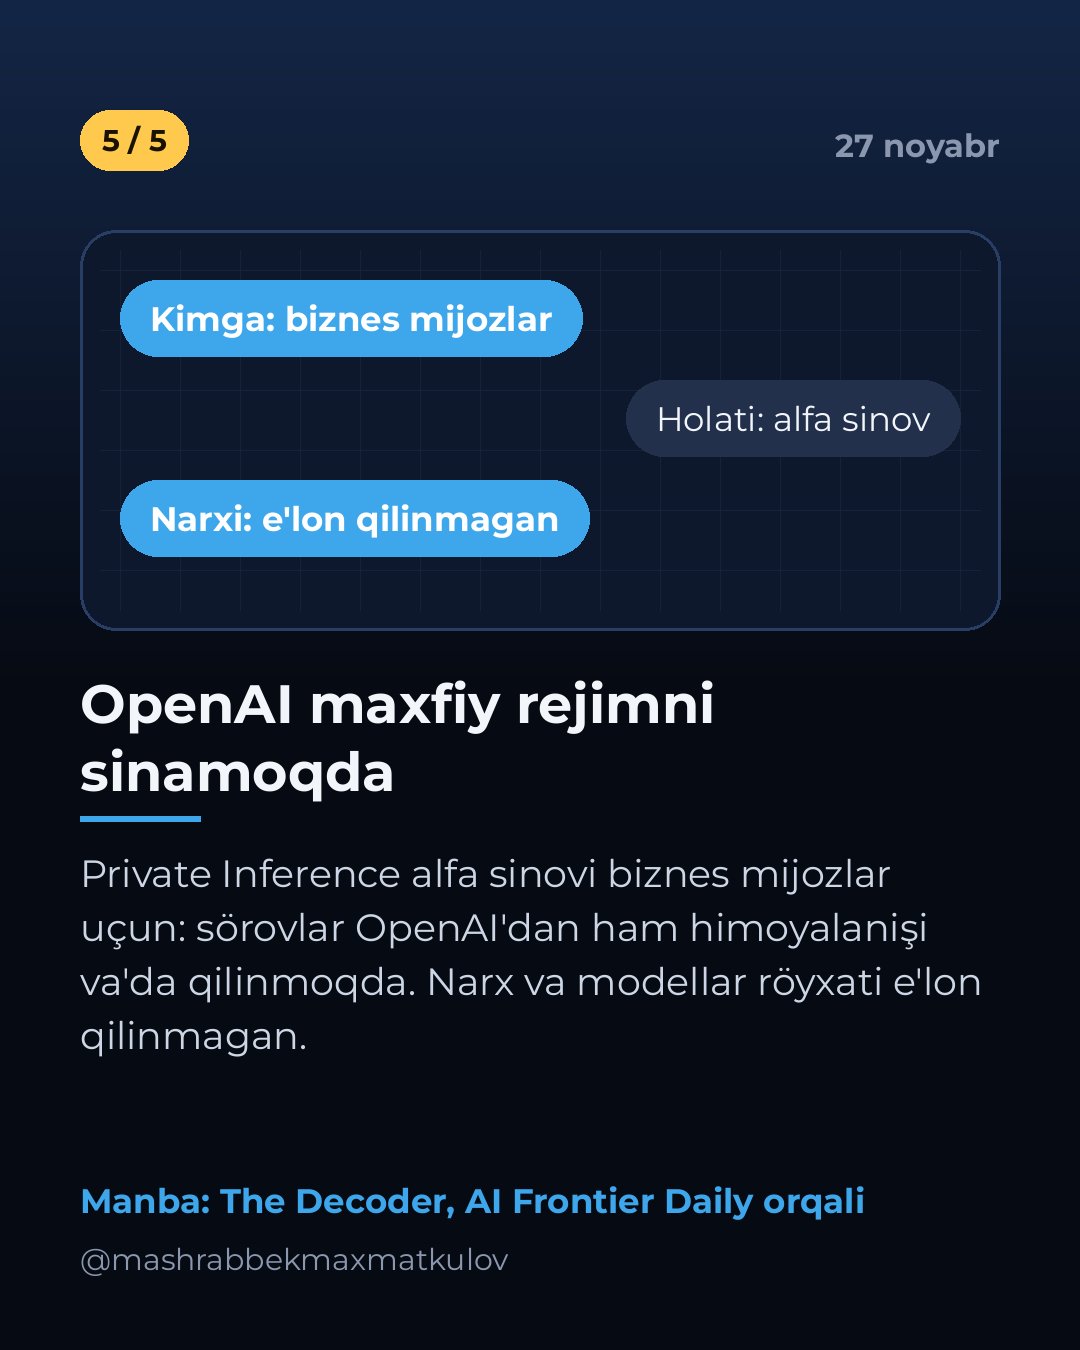 5 / 5
27 noyabr
Kimga: biznes mijozlar
Holati: alfa sinov
Narxi: e'lon qilinmagan
OpenAI maxfiy rejimni
sinamoqda
Private Inference alfa sinovi biznes mijozlar
uçun: sörovlar OpenAI'dan ham himoyalanişi
va'da qilinmoqda. Narx va modellar röyxati e'lon
qilinmagan.
Manba: The Decoder, AI Frontier Daily orqali
@mashrabbekmaxmatkulov